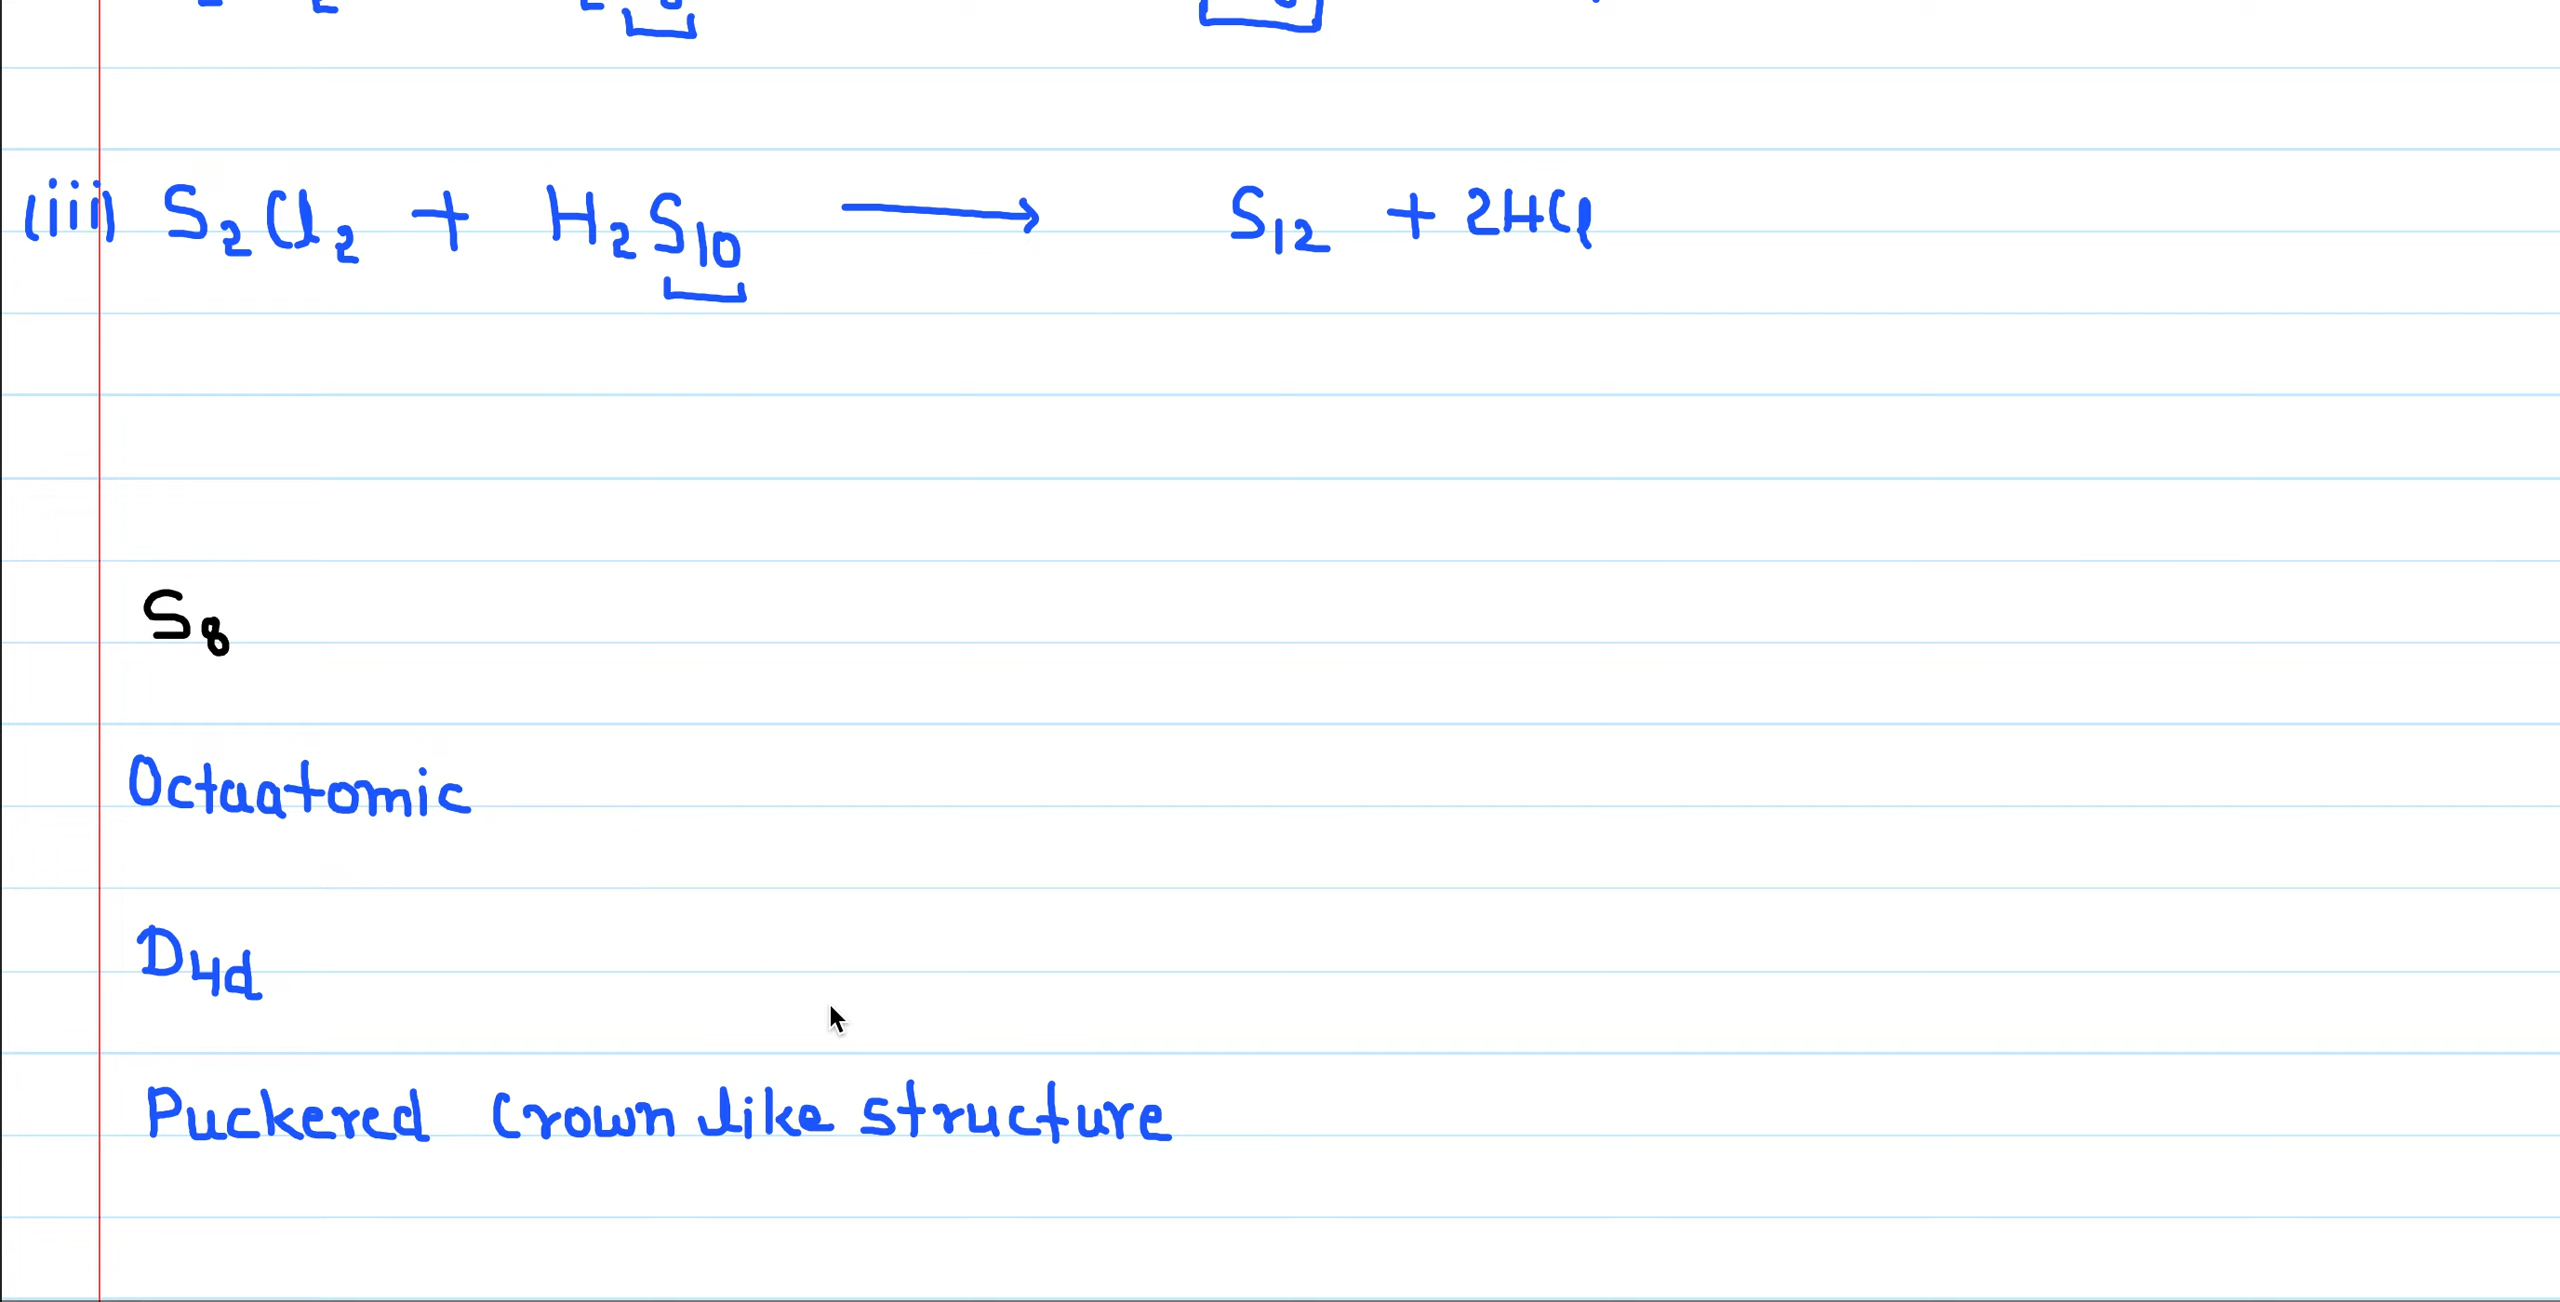 (iii) S₂Cl₂ + H₂S₁₀ ⟶ S₁₂ + 2HCl
S₈
Octaatomic
D₄d
Puckered Crown like structure